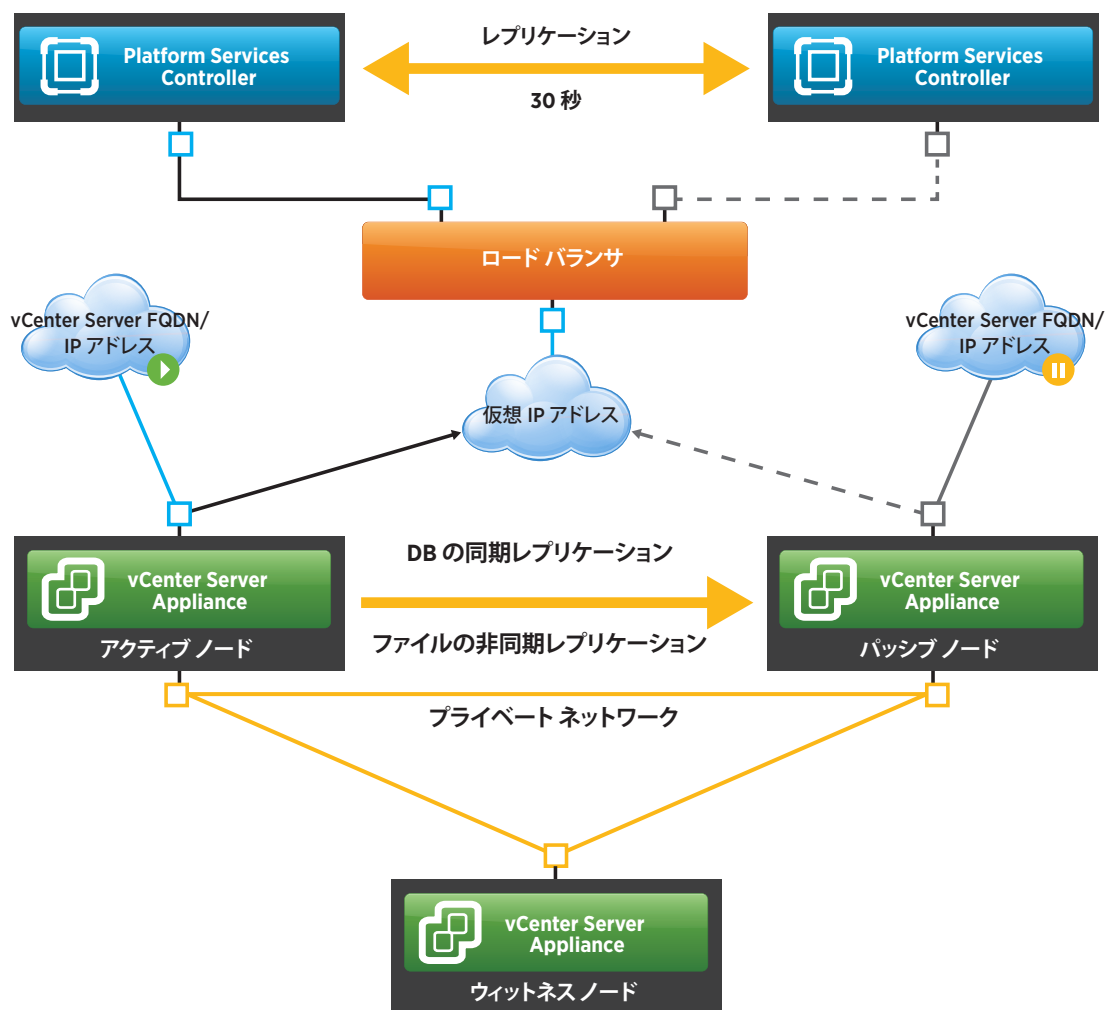 Platform Services
Controller
レプリケーション
30 秒
Platform Services
Controller
ロード バランサ
vCenter Server FQDN/
IP アドレス
vCenter Server FQDN/
IP アドレス
仮想 IP アドレス
vCenter Server
Appliance
アクティブ ノード
DB の同期レプリケーション
ファイルの非同期レプリケーション
vCenter Server
Appliance
パッシブ ノード
プライベート ネットワーク
vCenter Server
Appliance
ウィットネス ノード